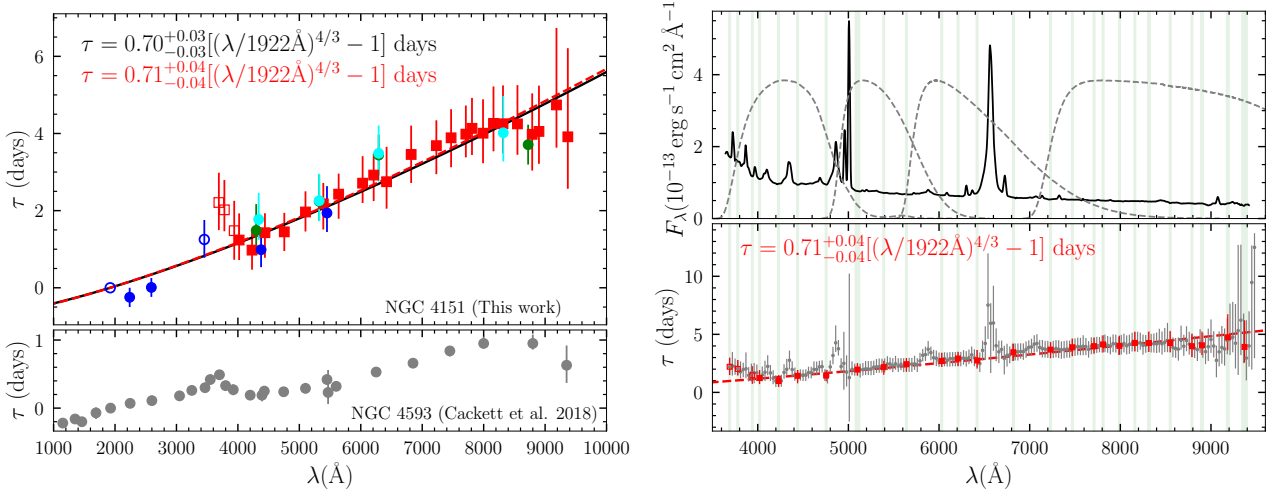 τ = 0.70^{+0.03}_{-0.03}[(λ/1922Å)^{4/3} − 1] days
τ = 0.71^{+0.04}_{-0.04}[(λ/1922Å)^{4/3} − 1] days
6
4
2
0
τ (days)
NGC 4151 (This work)
1
0
τ (days)
NGC 4593 (Cackett et al. 2018)
1000 2000 3000 4000 5000 6000 7000 8000 9000 10000
λ(Å)
6
4
2
0
F_λ(10^{−13} erg s^{−1} cm^{2} Å^{−1})
τ = 0.71^{+0.04}_{-0.04}[(λ/1922Å)^{4/3} − 1] days
10
5
0
τ (days)
4000 5000 6000 7000 8000 9000
λ(Å)